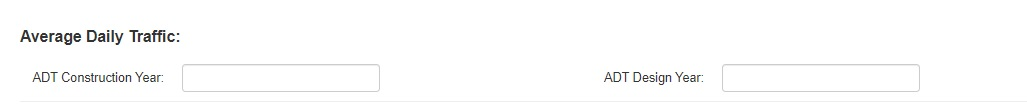 Average Daily Traffic:
ADT Construction Year: ADT Design Year: